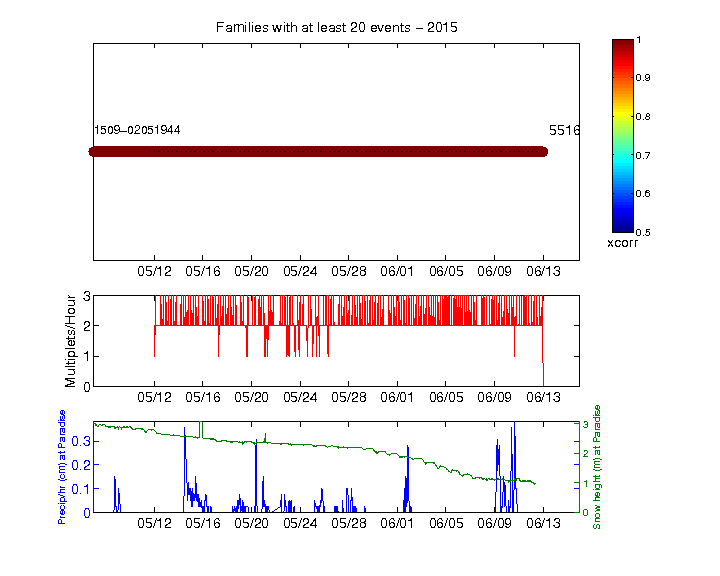 Families with at least 20 events – 2015
1509–02051944
5516
05/12 05/16 05/20 05/24 05/28 06/01 06/05 06/09 06/13
1
0.9
0.8
0.7
0.6
0.5
xcorr
Multiplets/Hour
3
2
1
0
05/12 05/16 05/20 05/24 05/28 06/01 06/05 06/09 06/13
Precip/hr (cm) at Paradise
0.3
0.2
0.1
0
3
2
1
0
Snow height (m) at Paradise
05/12 05/16 05/20 05/24 05/28 06/01 06/05 06/09 06/13